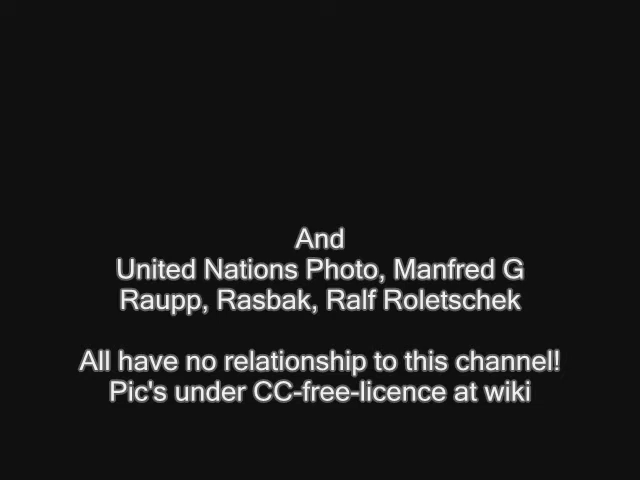 And
United Nations Photo, Manfred G
Raupp, Rasbak, Ralf Roletschek
All have no relationship to this channel!
Pic's under CC-free-licence at wiki